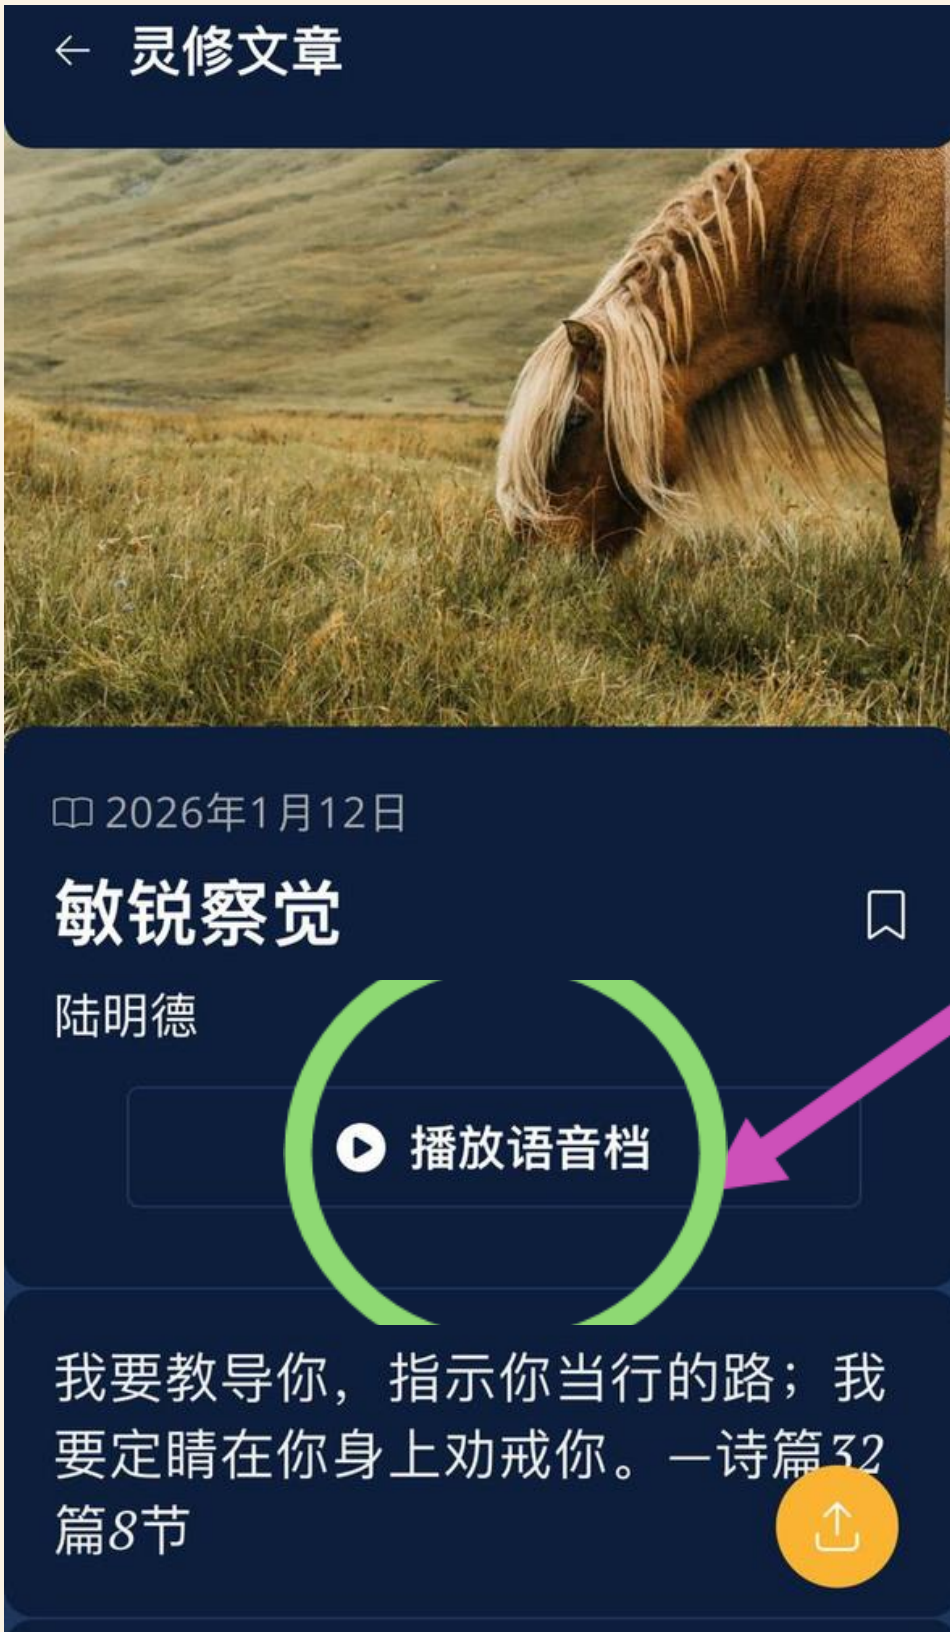 灵修文章
2026年1月12日
敏锐察觉
陆明德
播放语音档
我要教导你，指示你当行的路；我
要定睛在你身上劝戒你。—诗篇32
篇8节